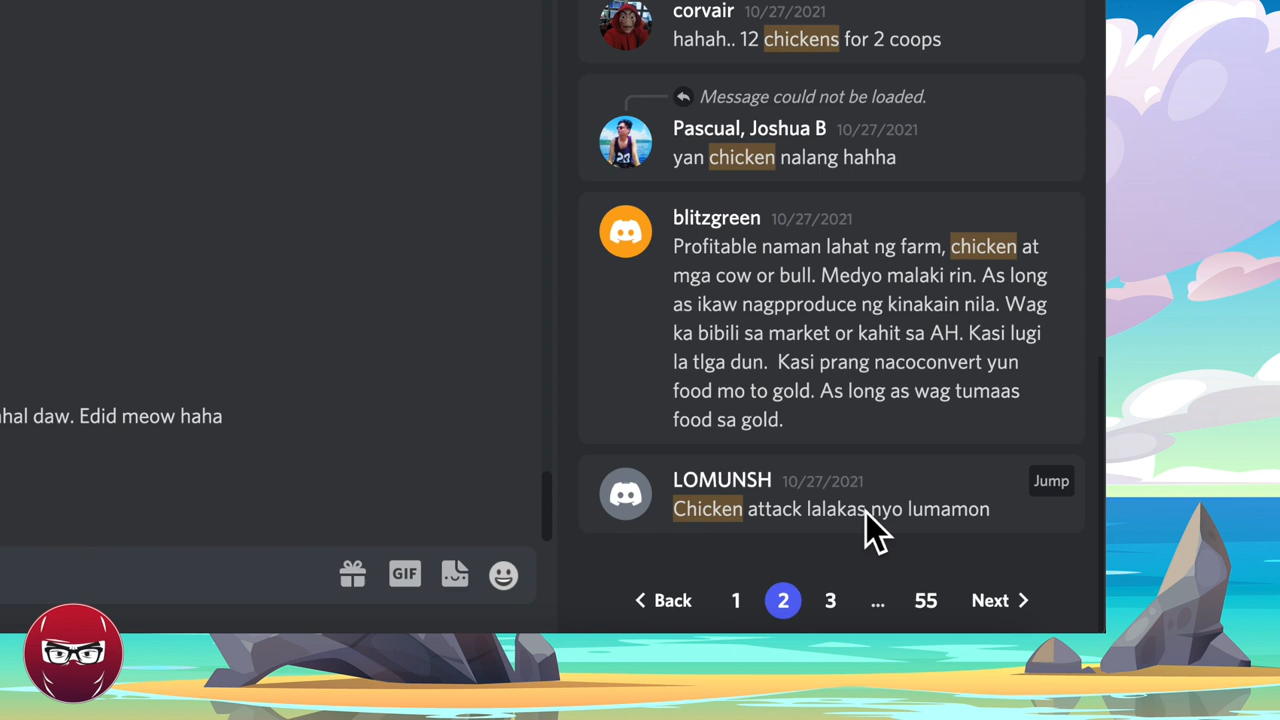 corvair 10/27/2021
hahah.. 12 chickens for 2 coops
Message could not be loaded.
Pascual, Joshua B 10/27/2021
yan chicken nalang hahha
blitzgreen 10/27/2021
Profitable naman lahat ng farm, chicken at
mga cow or bull. Medyo malaki rin. As long
as ikaw nagpproduce ng kinakain nila. Wag
ka bibili sa market or kahit sa AH. Kasi lugi
la tlga dun. Kasi prang nacoconvert yun
food mo to gold. As long as wag tumaas
food sa gold.
ahal daw. Edid meow haha
LOMUNSH 10/27/2021
Jump
Chicken attack lalakas nyo lumamon
GIF
Back 1 2 3 ... 55 Next